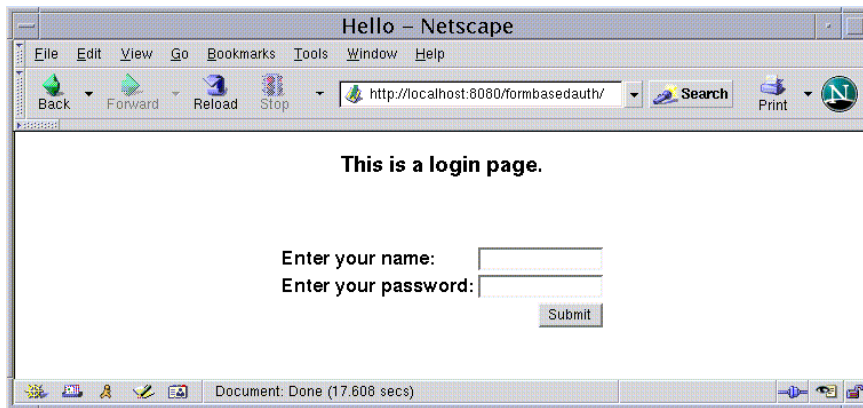 Hello - Netscape
File Edit View Go Bookmarks Tools Window Help
Back Forward Reload Stop http://localhost:8080/formbasedauth/ Search Print N
This is a login page.
Enter your name:
Enter your password:
Submit
Document: Done (17.608 secs)